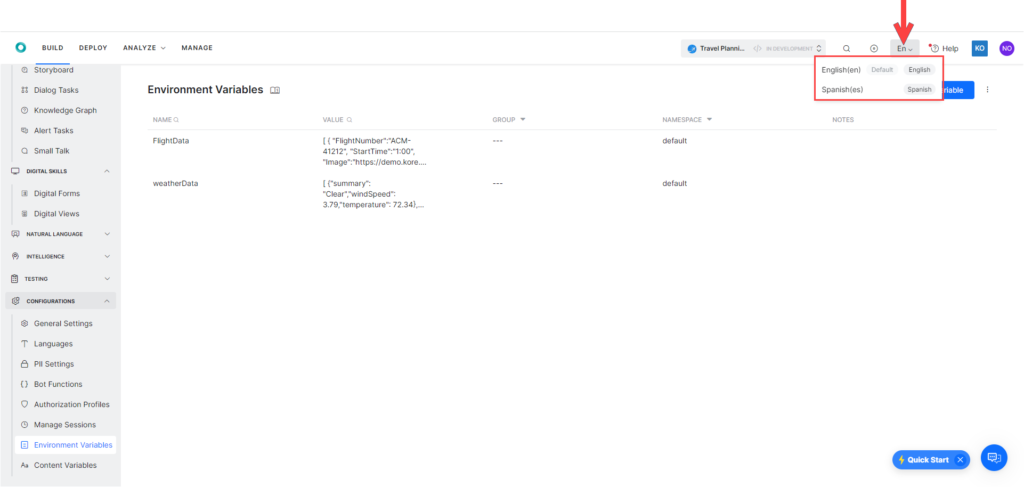 BUILD
DEPLOY
ANALYZE
MANAGE
Travel Planni...
IN DEVELOPMENT
En
Help
KO
NO
English(en) Default English
Spanish(es) Spanish
Storyboard
Dialog Tasks
Knowledge Graph
Alert Tasks
Small Talk
DIGITAL SKILLS
Digital Forms
Digital Views
NATURAL LANGUAGE
INTELLIGENCE
TESTING
CONFIGURATIONS
General Settings
Languages
PII Settings
Bot Functions
Authorization Profiles
Manage Sessions
Environment Variables
Aa Content Variables
Environment Variables
riable
NAME
VALUE
GROUP
NAMESPACE
NOTES
FlightData
[ { "FlightNumber":"ACM-
41212", "StartTime":"1:00",
"Image":"https://demo.kore....
---
default
weatherData
[ {"summary":
"Clear","windSpeed":
3.79,"temperature": 72.34},...
---
default
Quick Start